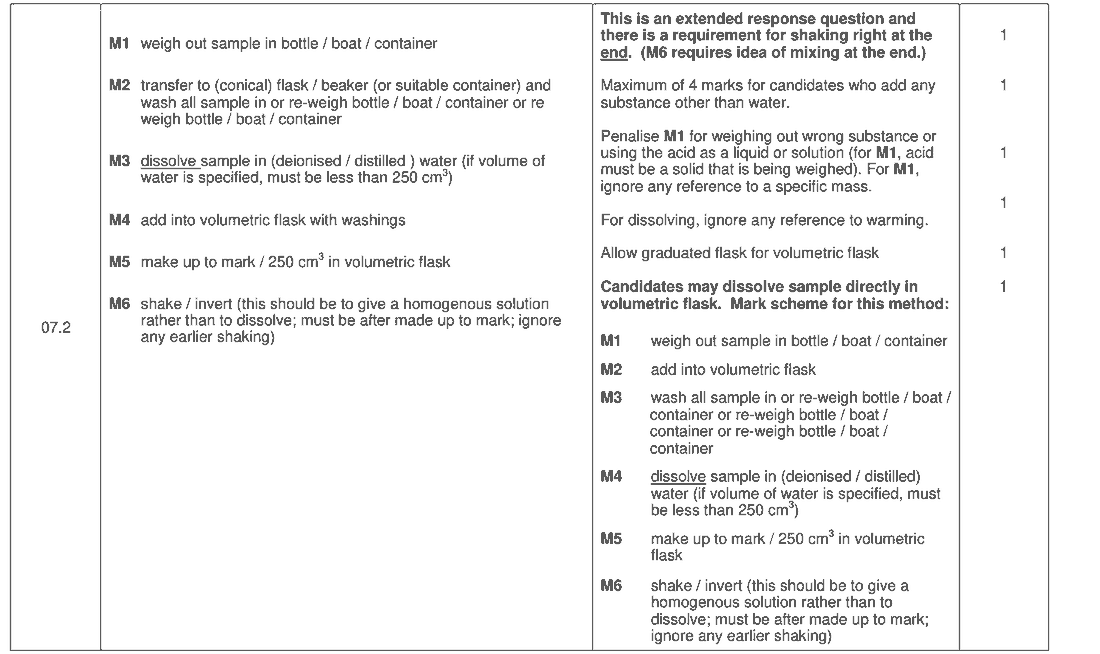 07.2
M1 weigh out sample in bottle / boat / container
M2 transfer to (conical) flask / beaker (or suitable container) and
wash all sample in or re-weigh bottle / boat / container or re
weigh bottle / boat / container
M3 dissolve sample in (deionised / distilled ) water (if volume of
water is specified, must be less than 250 cm³)
M4 add into volumetric flask with washings
M5 make up to mark / 250 cm³ in volumetric flask
M6 shake / invert (this should be to give a homogenous solution
rather than to dissolve; must be after made up to mark; ignore
any earlier shaking)
This is an extended response question and
there is a requirement for shaking right at the
end. (M6 requires idea of mixing at the end.)
Maximum of 4 marks for candidates who add any
substance other than water.
Penalise M1 for weighing out wrong substance or
using the acid as a liquid or solution (for M1, acid
must be a solid that is being weighed). For M1,
ignore any reference to a specific mass.
For dissolving, ignore any reference to warming.
Allow graduated flask for volumetric flask
Candidates may dissolve sample directly in
volumetric flask. Mark scheme for this method:
M1 weigh out sample in bottle / boat / container
M2 add into volumetric flask
M3 wash all sample in or re-weigh bottle / boat /
container or re-weigh bottle / boat /
container or re-weigh bottle / boat /
container
M4 dissolve sample in (deionised / distilled)
water (if volume of water is specified, must
be less than 250 cm³)
M5 make up to mark / 250 cm³ in volumetric
flask
M6 shake / invert (this should be to give a
homogenous solution rather than to
dissolve; must be after made up to mark;
ignore any earlier shaking)
1
1
1
1
1
1